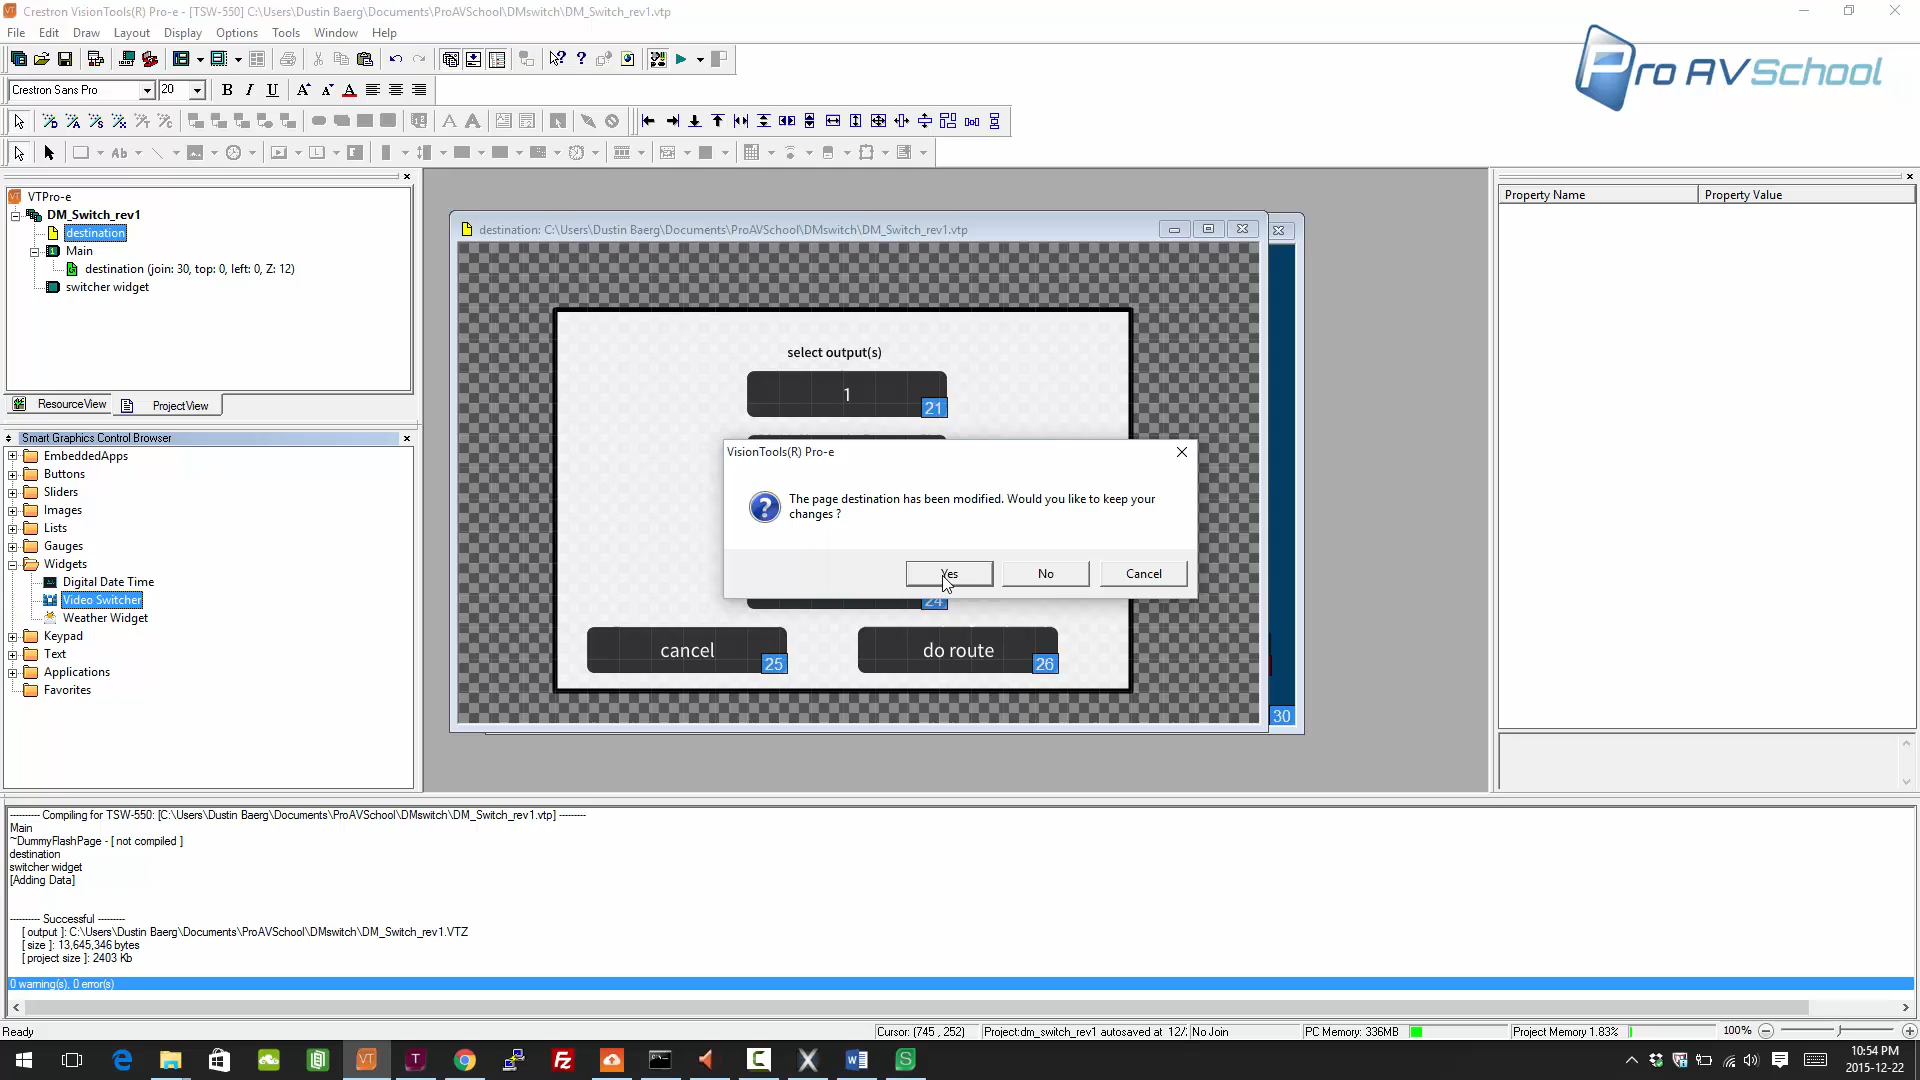 Crestron VisionTools(R) Pro-e - [TSW-550] C:\Users\Dustin Baerg\Documents\ProAVSchool\DMswitch\DM_Switch_rev1.vtp]
File Edit Draw Layout Display Options Tools Window Help
Pro AVSchool
Crestron Sans Pro 20 B I U A A A
Property Name Property Value
VTPro-e
DM_Switch_rev1
destination
Main
destination (join: 30, top: 0, left: 0, Z: 12)
switcher widget
destination: C:\Users\Dustin Baerg\Documents\ProAVSchool\DMswitch\DM_Switch_rev1.vtp
select output(s)
1
21
ResourceView ProjectView
Smart Graphics Control Browser
EmbeddedApps
Buttons
Sliders
Images
Lists
Gauges
Widgets
Digital Date Time
Video Switcher
Weather Widget
Keypad
Text
Applications
Favorites
VisionTools(R) Pro-e
The page destination has been modified. Would you like to keep your
changes ?
Yes No Cancel
24
cancel
25
do route
26
30
---------- Compiling for TSW-550: [C:\Users\Dustin Baerg\Documents\ProAVSchool\DMswitch\DM_Switch_rev1.vtp] ----------
Main
~DummyFlashPage - [ not compiled ]
destination
switcher widget
[Adding Data]
---------- Successful ----------
[ output ]: C:\Users\Dustin Baerg\Documents\ProAVSchool\DMswitch\DM_Switch_rev1.VTZ
[ size ]: 13,645,346 bytes
[ project size ]: 2403 Kb
0 warning(s), 0 error(s)
Ready Cursor: (745 , 252) Project:dm_switch_rev1 autosaved at 12/ No Join PC Memory: 336MB Project Memory 1.83% 100%
10:54 PM
2015-12-22